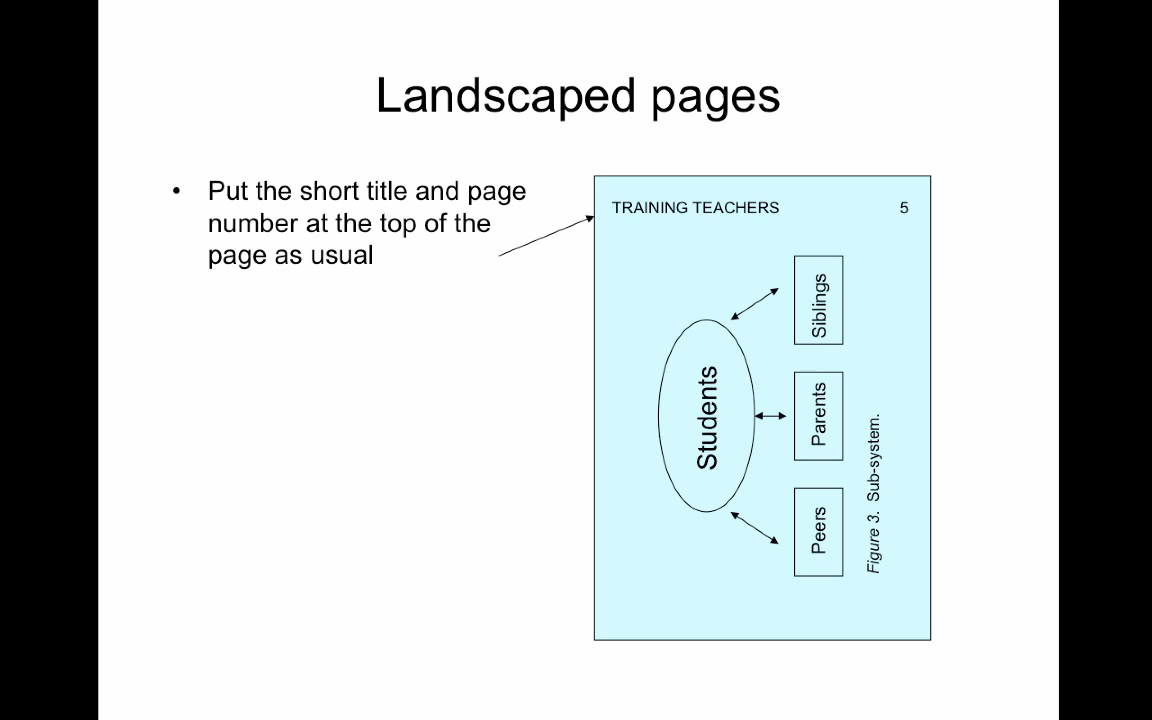 Landscaped pages
• Put the short title and page
number at the top of the
page as usual
TRAINING TEACHERS 5
Students
Siblings
Parents
Peers
Figure 3. Sub-system.